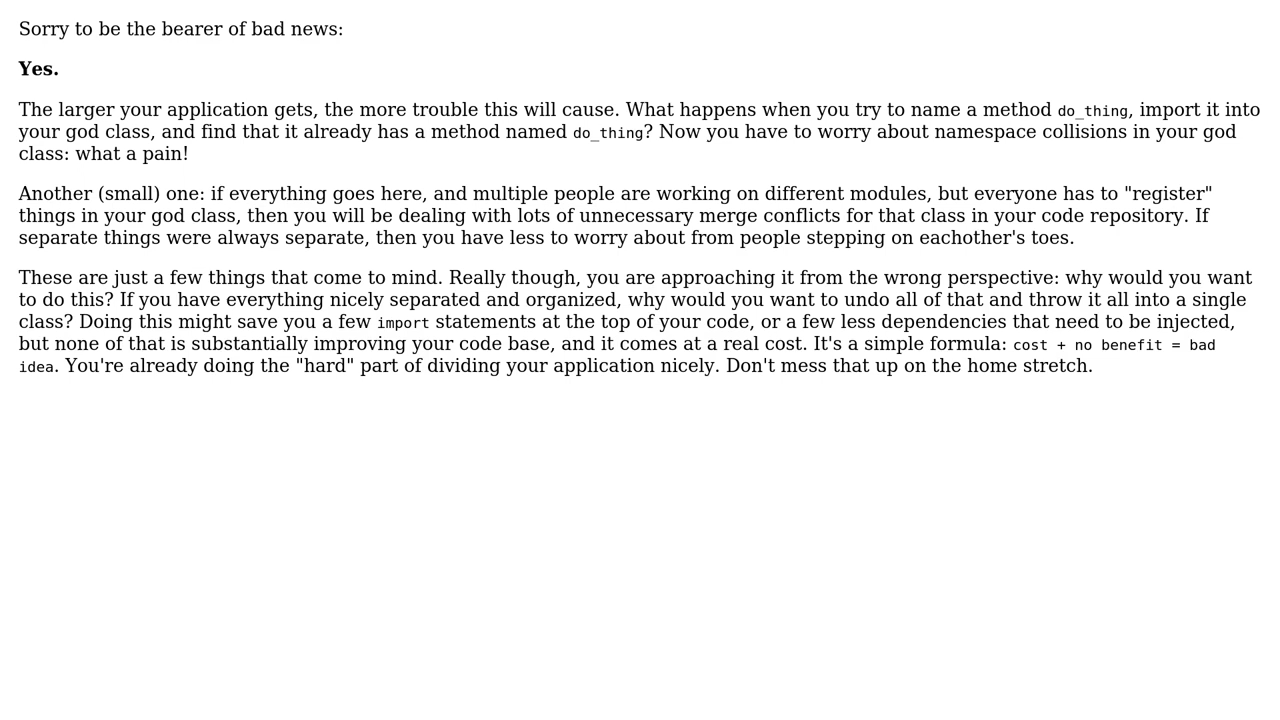 Sorry to be the bearer of bad news:
Yes.
The larger your application gets, the more trouble this will cause. What happens when you try to name a method do_thing, import it into
your god class, and find that it already has a method named do_thing? Now you have to worry about namespace collisions in your god
class: what a pain!
Another (small) one: if everything goes here, and multiple people are working on different modules, but everyone has to "register"
things in your god class, then you will be dealing with lots of unnecessary merge conflicts for that class in your code repository. If
separate things were always separate, then you have less to worry about from people stepping on eachother's toes.
These are just a few things that come to mind. Really though, you are approaching it from the wrong perspective: why would you want
to do this? If you have everything nicely separated and organized, why would you want to undo all of that and throw it all into a single
class? Doing this might save you a few import statements at the top of your code, or a few less dependencies that need to be injected,
but none of that is substantially improving your code base, and it comes at a real cost. It's a simple formula: cost + no benefit = bad
idea. You're already doing the "hard" part of dividing your application nicely. Don't mess that up on the home stretch.